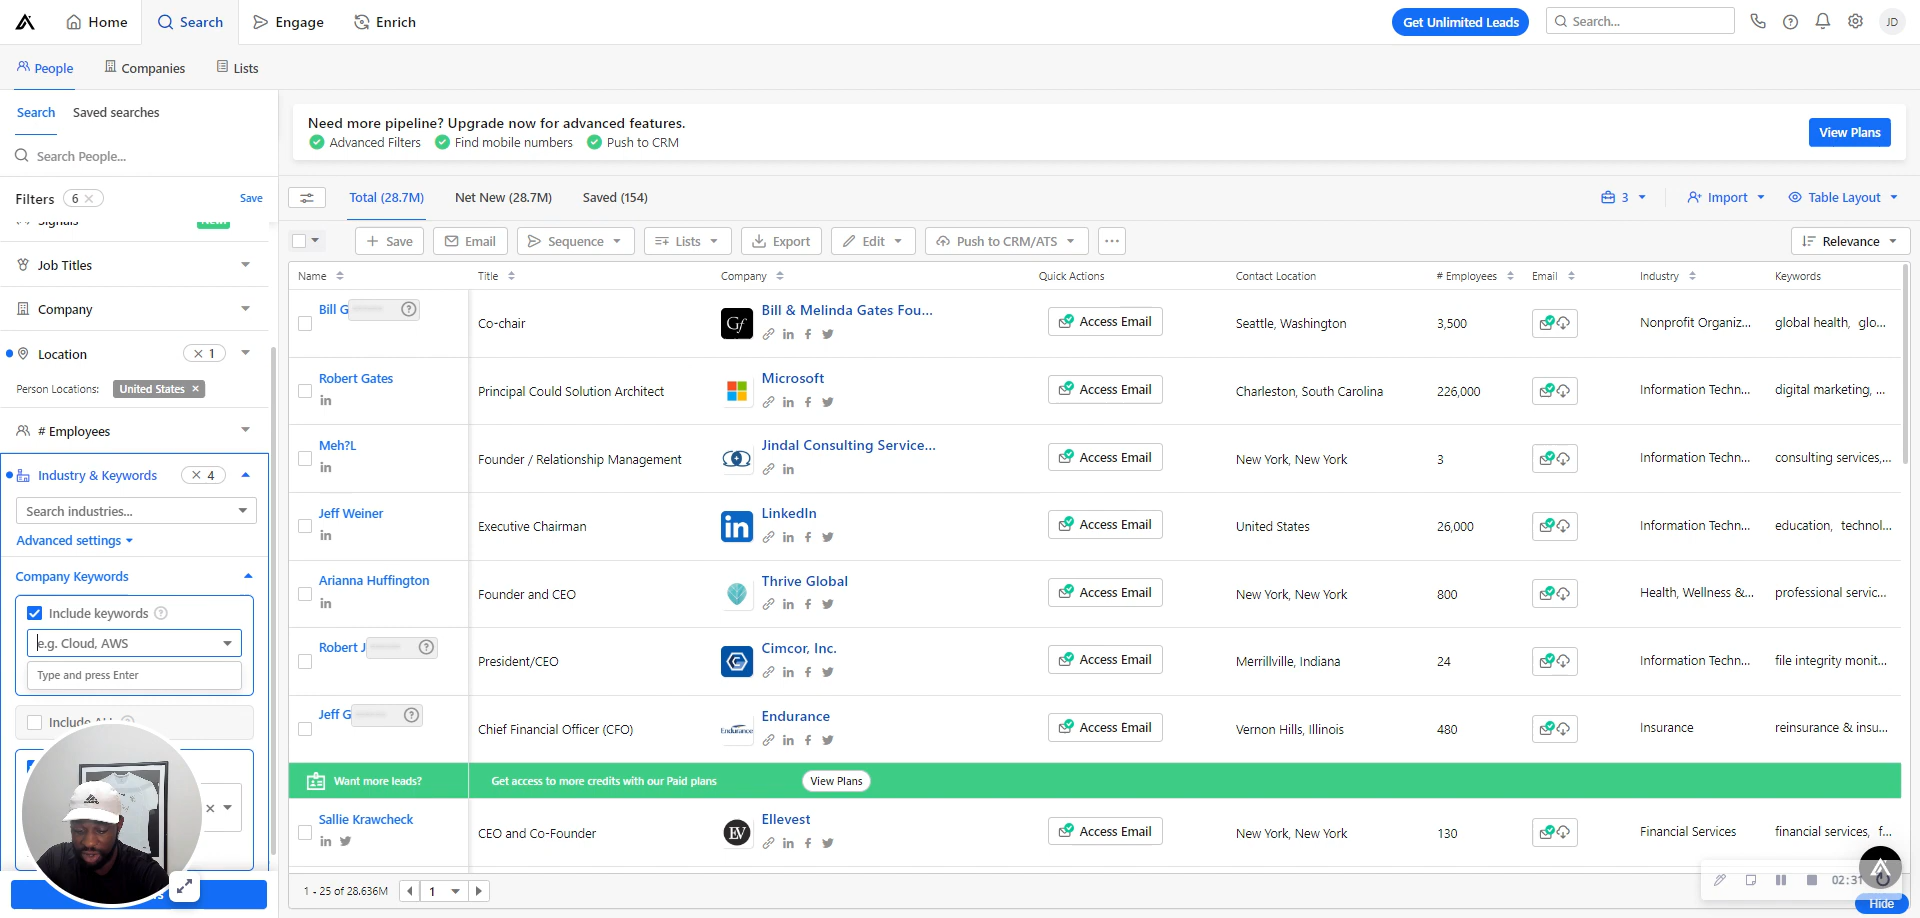 Home
Search
Engage
Enrich
Get Unlimited Leads
Search...
JD
People
Companies
Lists
Search
Saved searches
Search People...
Filters 6
Save
Job Titles
Company
Location 1
Person Locations: United States
# Employees
Industry & Keywords 4
Search industries...
Advanced settings
Company Keywords
Include keywords
e.g. Cloud, AWS
Type and press Enter
Include
Need more pipeline? Upgrade now for advanced features.
Advanced Filters Find mobile numbers Push to CRM
View Plans
Total (28.7M) Net New (28.7M) Saved (154)
3 Import Table Layout
Save Email Sequence Lists Export Edit Push to CRM/ATS
Relevance
Name Title Company Quick Actions Contact Location # Employees Email Industry Keywords
Bill G Co-chair Bill & Melinda Gates Fou... Access Email Seattle, Washington 3,500 Nonprofit Organiz... global health, glo...
Robert Gates Principal Could Solution Architect Microsoft Access Email Charleston, South Carolina 226,000 Information Techn... digital marketing, ...
Meh?L Founder / Relationship Management Jindal Consulting Service... Access Email New York, New York 3 Information Techn... consulting services,...
Jeff Weiner Executive Chairman LinkedIn Access Email United States 26,000 Information Techn... education, technol...
Arianna Huffington Founder and CEO Thrive Global Access Email New York, New York 800 Health, Wellness &... professional servic...
Robert J President/CEO Cimcor, Inc. Access Email Merrillville, Indiana 24 Information Techn... file integrity monit...
Jeff G Chief Financial Officer (CFO) Endurance Endurance Access Email Vernon Hills, Illinois 480 Insurance reinsurance & insu...
Want more leads? Get access to more credits with our Paid plans View Plans
Sallie Krawcheck CEO and Co-Founder EV Ellevest Access Email New York, New York 130 Financial Services financial services, f...
1 - 25 of 28.636M 1
02:31
Hide